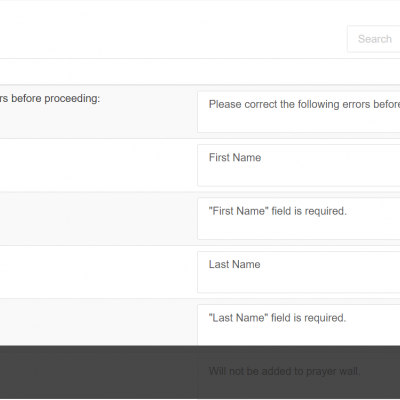 Search
rs before proceeding:
Please correct the following errors before
First Name
"First Name" field is required.
Last Name
"Last Name" field is required.
Will not be added to prayer wall.